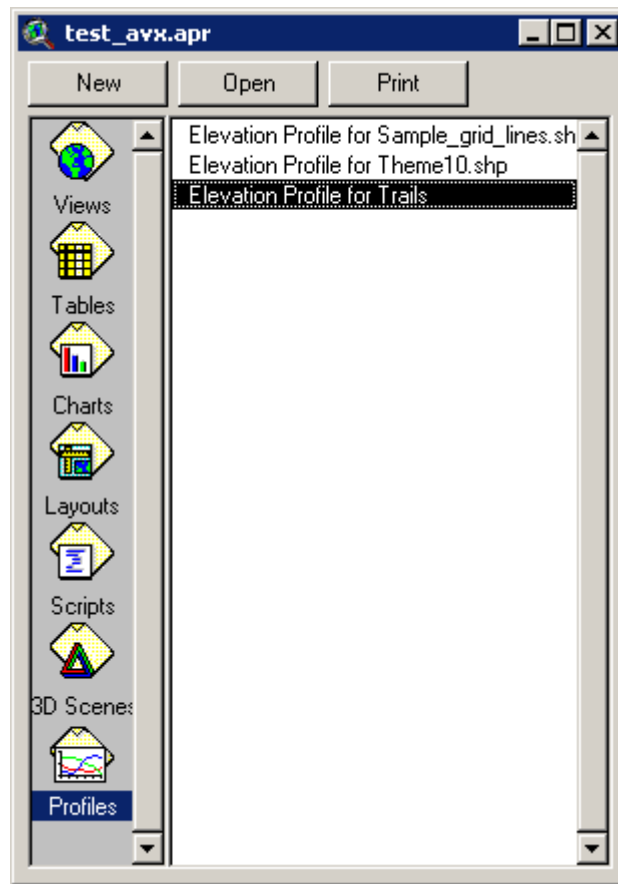 test_avx.apr
New Open Print
Elevation Profile for Sample_grid_lines.sh
Elevation Profile for Theme10.shp
Elevation Profile for Trails
Views
Tables
Charts
Layouts
Scripts
3D Scenes
Profiles